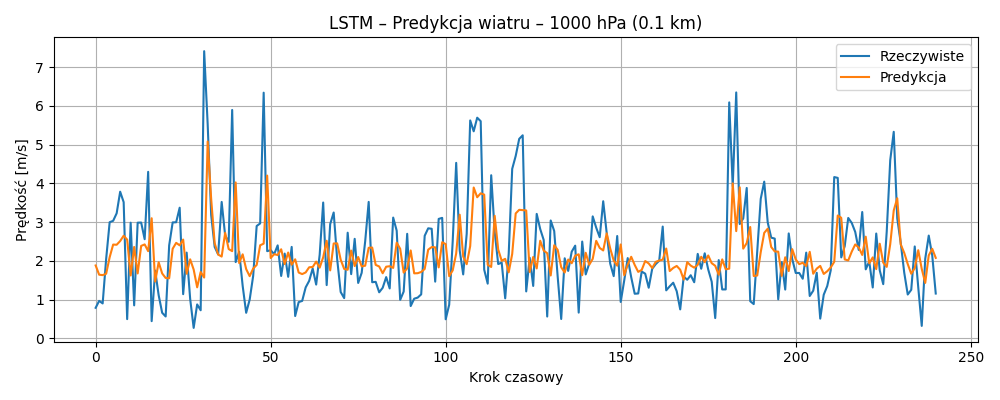 LSTM – Predykcja wiatru – 1000 hPa (0.1 km)
Rzeczywiste
Predykcja
Prędkość [m/s]
7
6
5
4
3
2
1
0
0 50 100 150 200 250
Krok czasowy